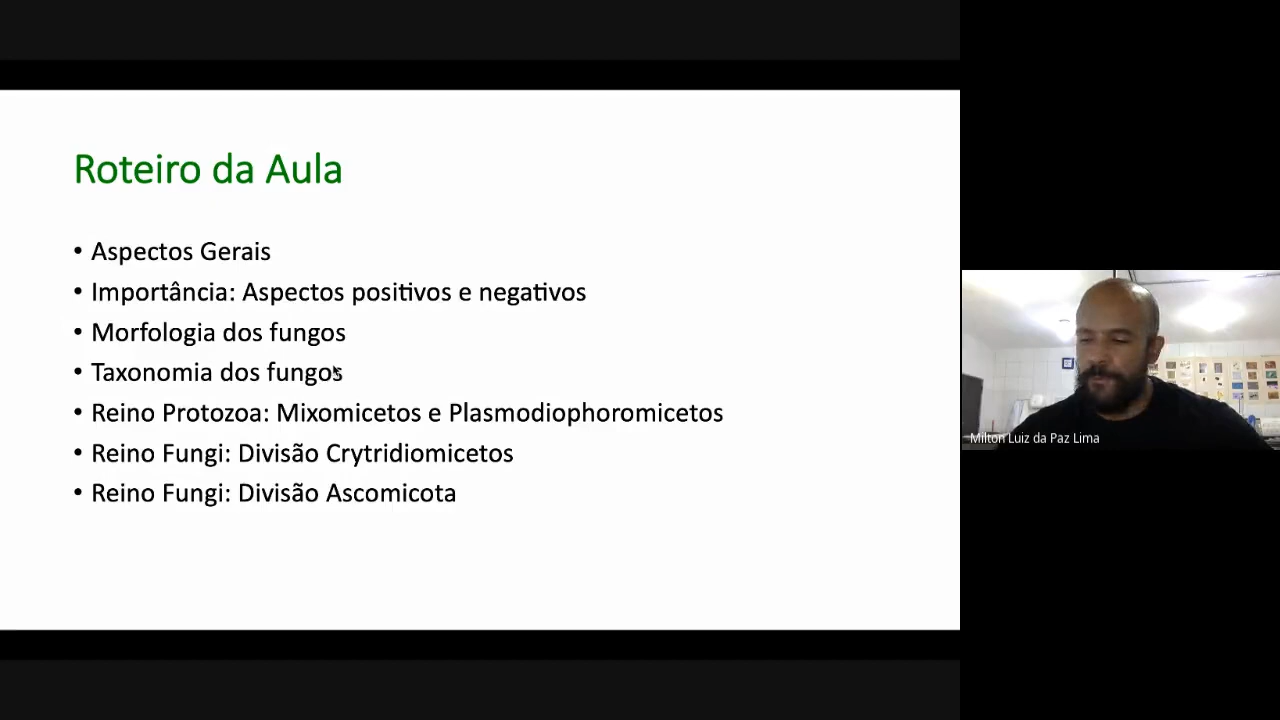 Roteiro da Aula
• Aspectos Gerais
• Importância: Aspectos positivos e negativos
• Morfologia dos fungos
• Taxonomia dos fungos
• Reino Protozoa: Mixomicetos e Plasmodiophoromicetos
• Reino Fungi: Divisão Crytridiomicetos
• Reino Fungi: Divisão Ascomicota
Milton Luiz da Paz Lima